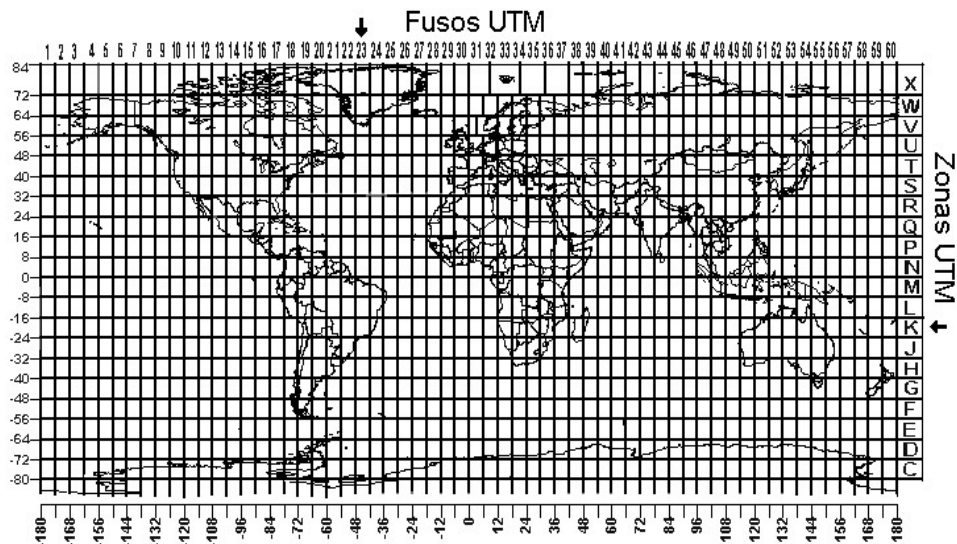 Fusos UTM
1 2 3 4 5 6 7 8 9 10 11 12 13 14 15 16 17 18 19 20 21 22 23 24 25 26 27 28 29 30 31 32 33 34 35 36 37 38 39 40 41 42 43 44 45 46 47 48 49 50 51 52 53 54 55 56 57 58 59 60
84
X
72
W
64
V
56
U
48
T
40
S
32
R
24
Q
16
P
8
N
0
M
-8
L
-16
K
-24
J
-32
H
-40
G
-48
F
-56
E
-64
D
-72
C
-80
Zonas UTM
-180 -168 -156 -144 -132 -120 -108 -96 -84 -72 -60 -48 -36 -24 -12 0 12 24 36 48 60 72 84 96 108 120 132 144 156 168 180